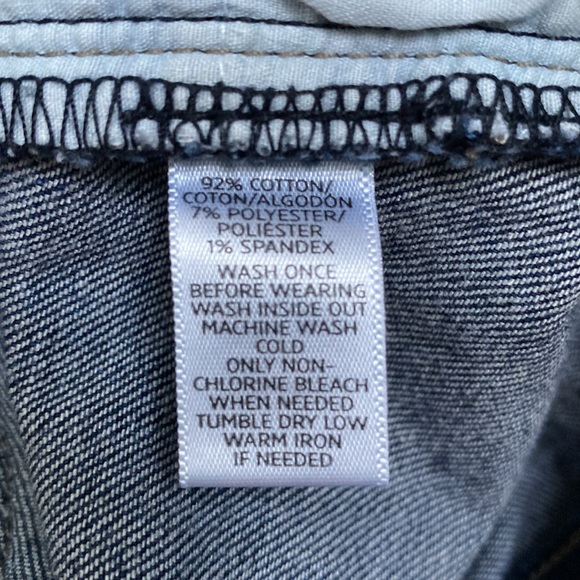 92% COTTON/
COTON/ALGODÓN
7% POLYESTER/
POLIÉSTER
1% SPANDEX
WASH ONCE
BEFORE WEARING
WASH INSIDE OUT
MACHINE WASH
COLD
ONLY NON-
CHLORINE BLEACH
WHEN NEEDED
TUMBLE DRY LOW
WARM IRON
IF NEEDED